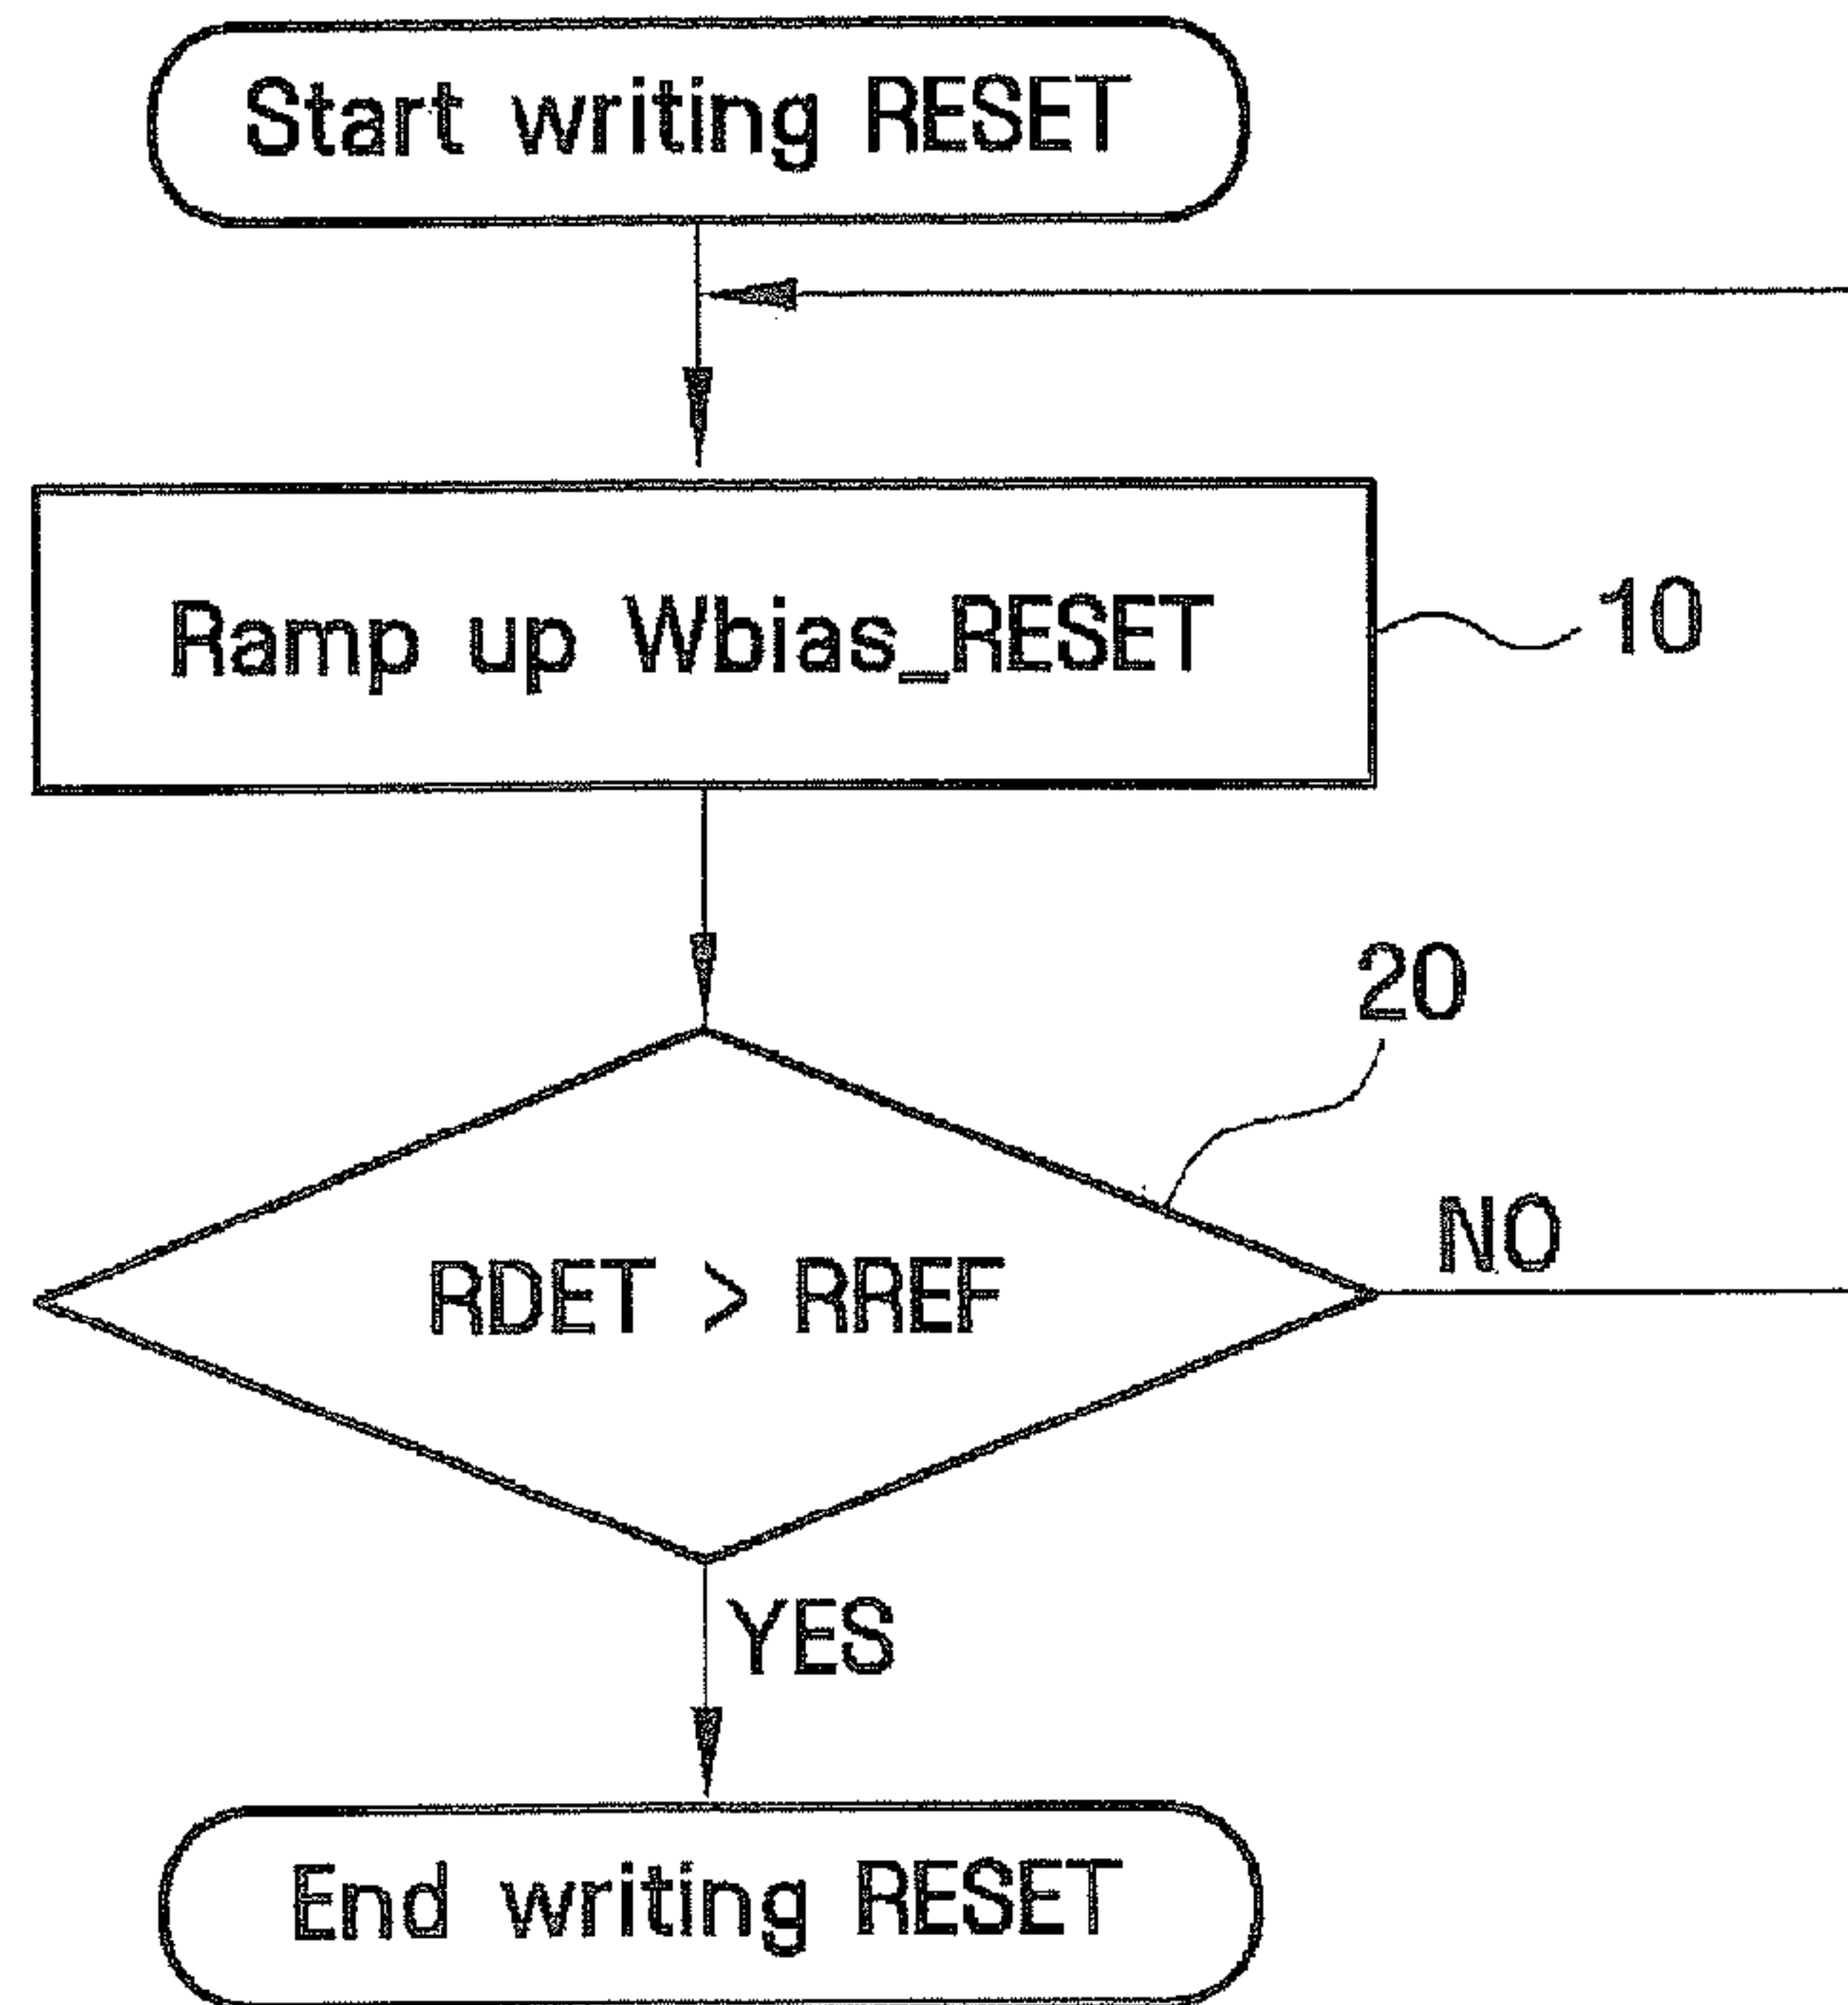 Start writing RESET
Ramp up Wbias_RESET
10
20
RDET > RREF
NO
YES
End writing RESET